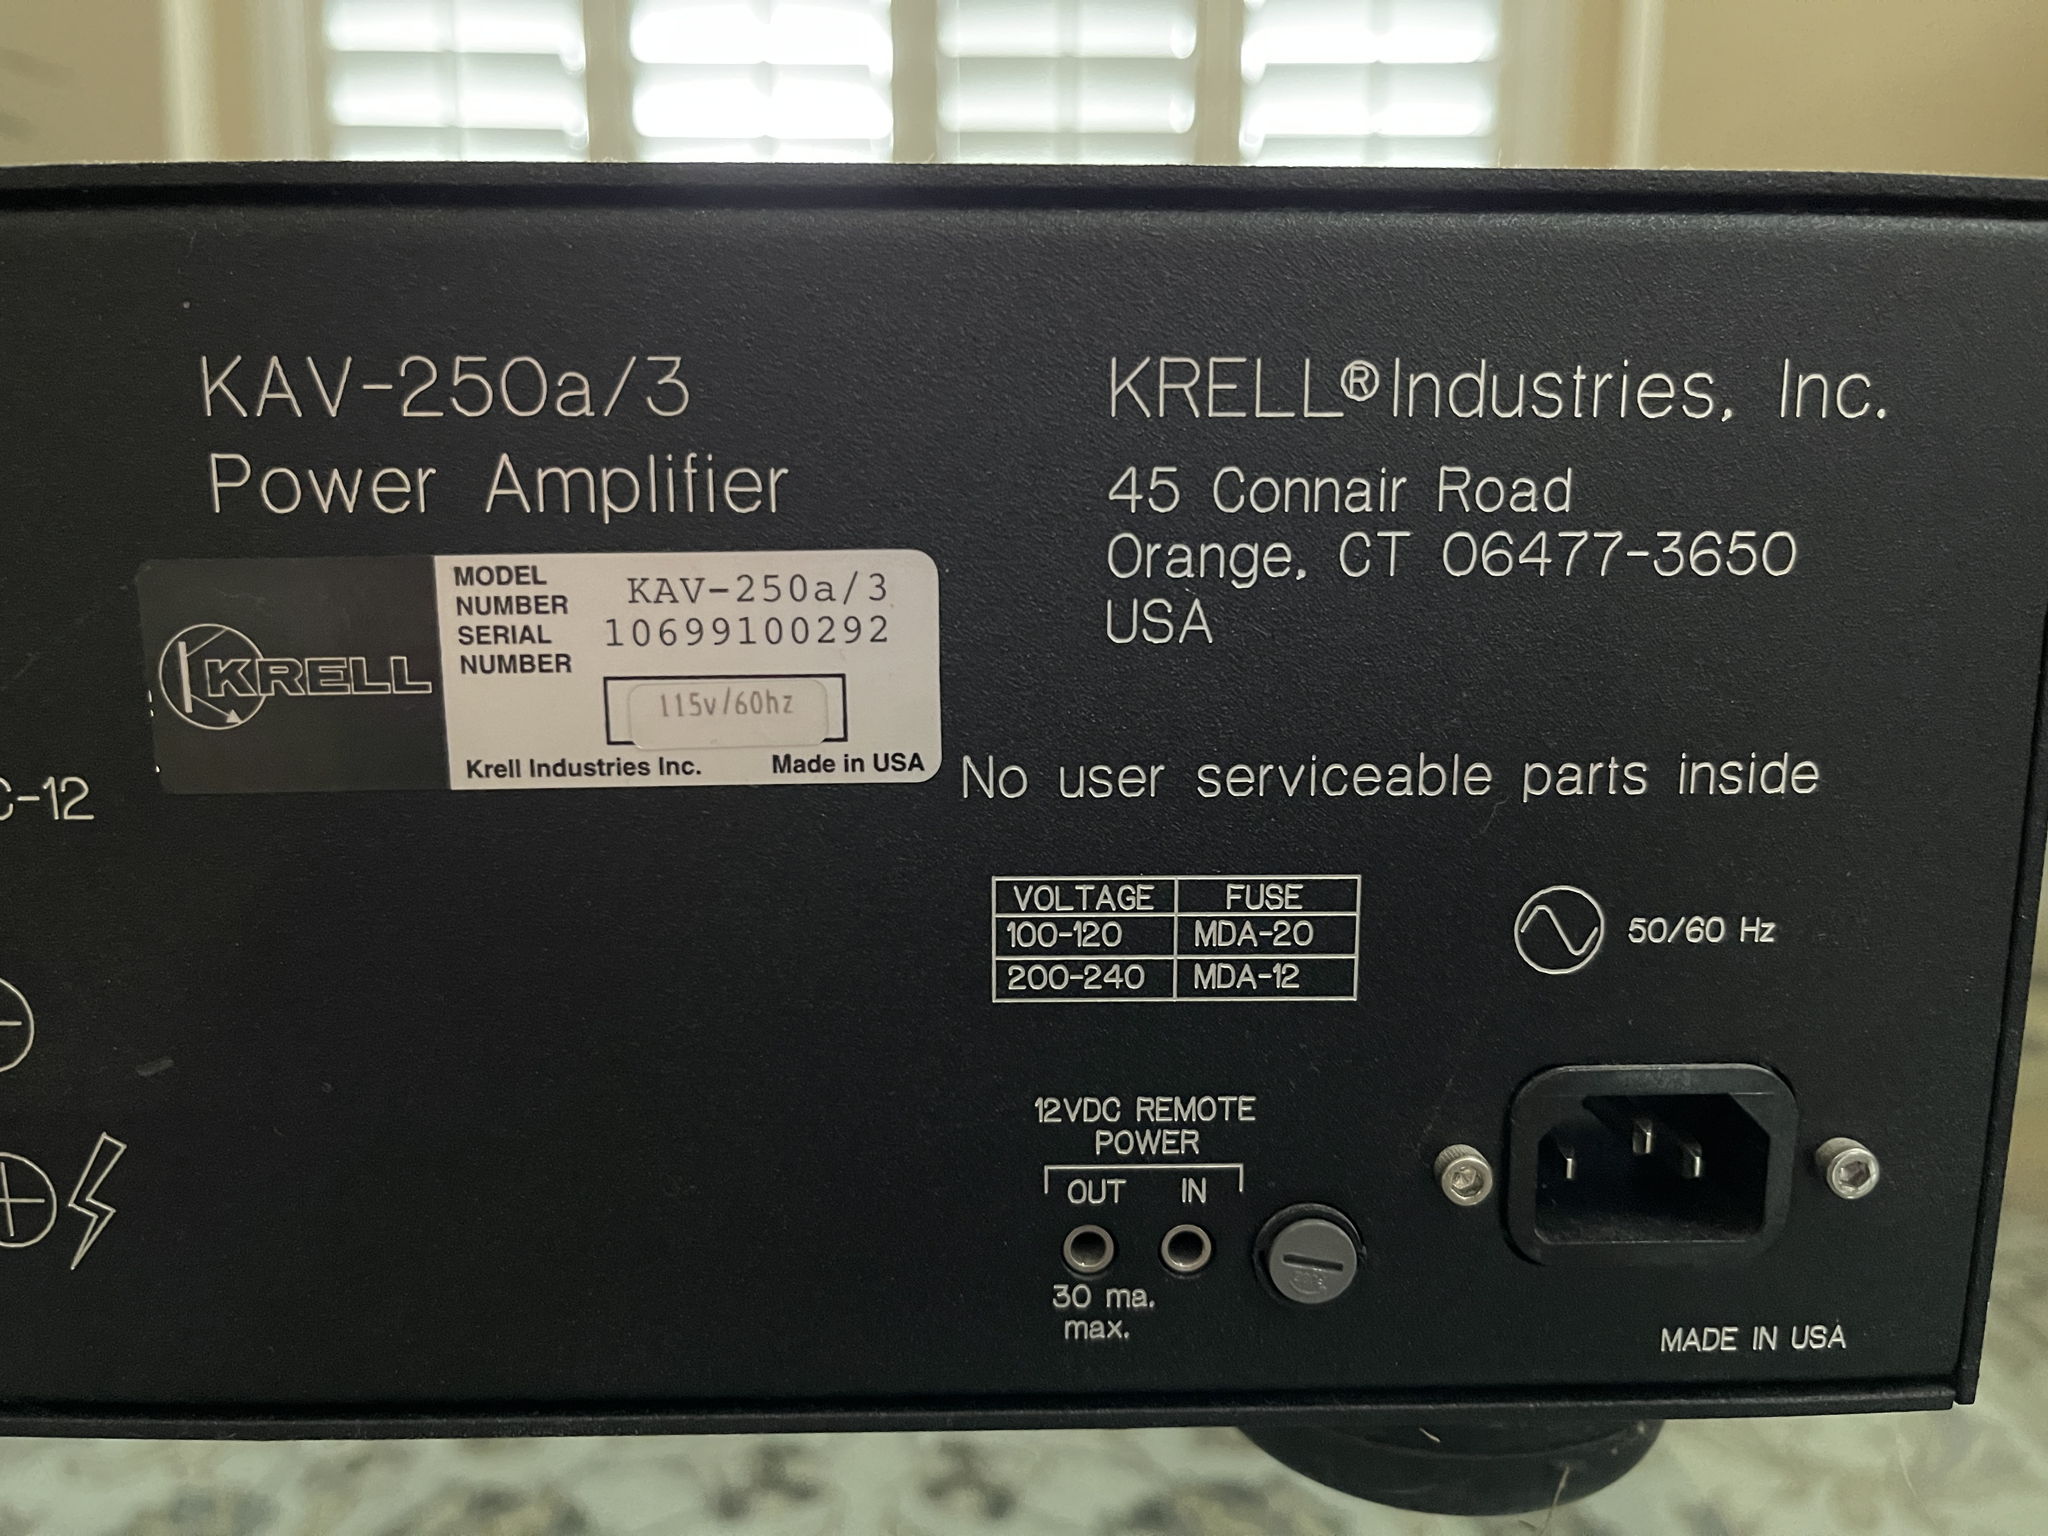 KAV-250a/3
Power Amplifier
KRELL® Industries, Inc.
45 Connair Road
Orange, CT 06477-3650
USA
KRELL
MODEL NUMBER KAV-250a/3
SERIAL NUMBER 10699100292
115v/60hz
Krell Industries Inc. Made in USA
-12
No user serviceable parts inside
VOLTAGE FUSE
100-120 MDA-20
200-240 MDA-12
50/60 Hz
12VDC REMOTE
POWER
OUT IN
30 ma.
max.
MADE IN USA